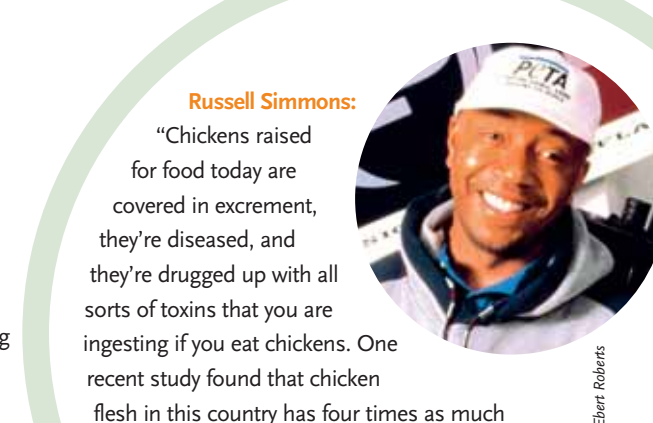 Russell Simmons:
“Chickens raised
for food today are
covered in excrement,
they’re diseased, and
they’re drugged up with all
sorts of toxins that you are
ingesting if you eat chickens. One
recent study found that chicken
flesh in this country has four times as much
g
PETA
Ebert Roberts